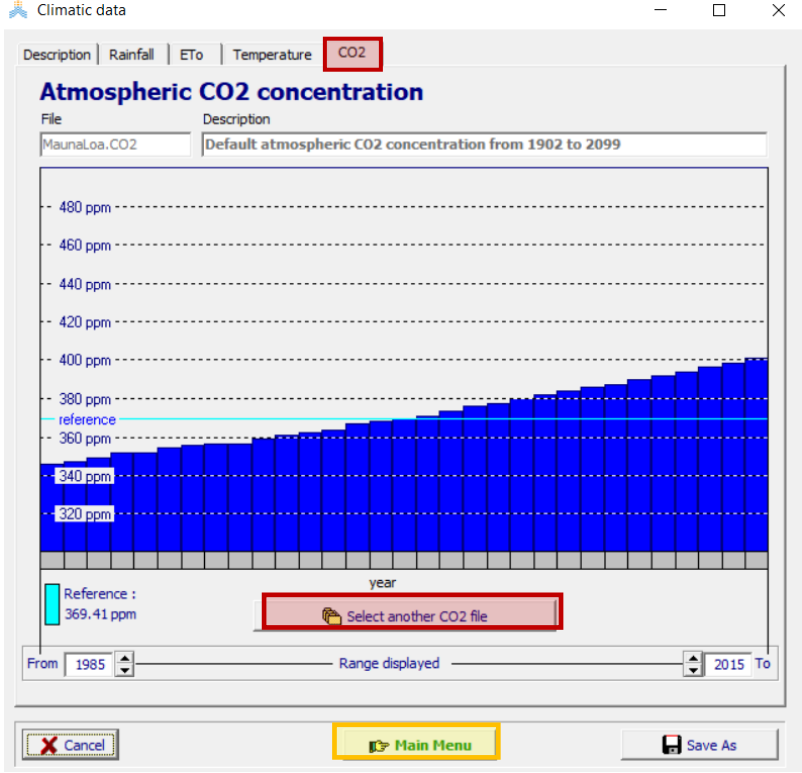 Climatic data
Description Rainfall ETo Temperature CO2
Atmospheric CO2 concentration
File Description
MaunaLoa.CO2 Default atmospheric CO2 concentration from 1902 to 2099
480 ppm
460 ppm
440 ppm
420 ppm
400 ppm
380 ppm
reference
360 ppm
340 ppm
320 ppm
year
Reference :
369.41 ppm
Select another CO2 file
From 1985 Range displayed 2015 To
Cancel Main Menu Save As